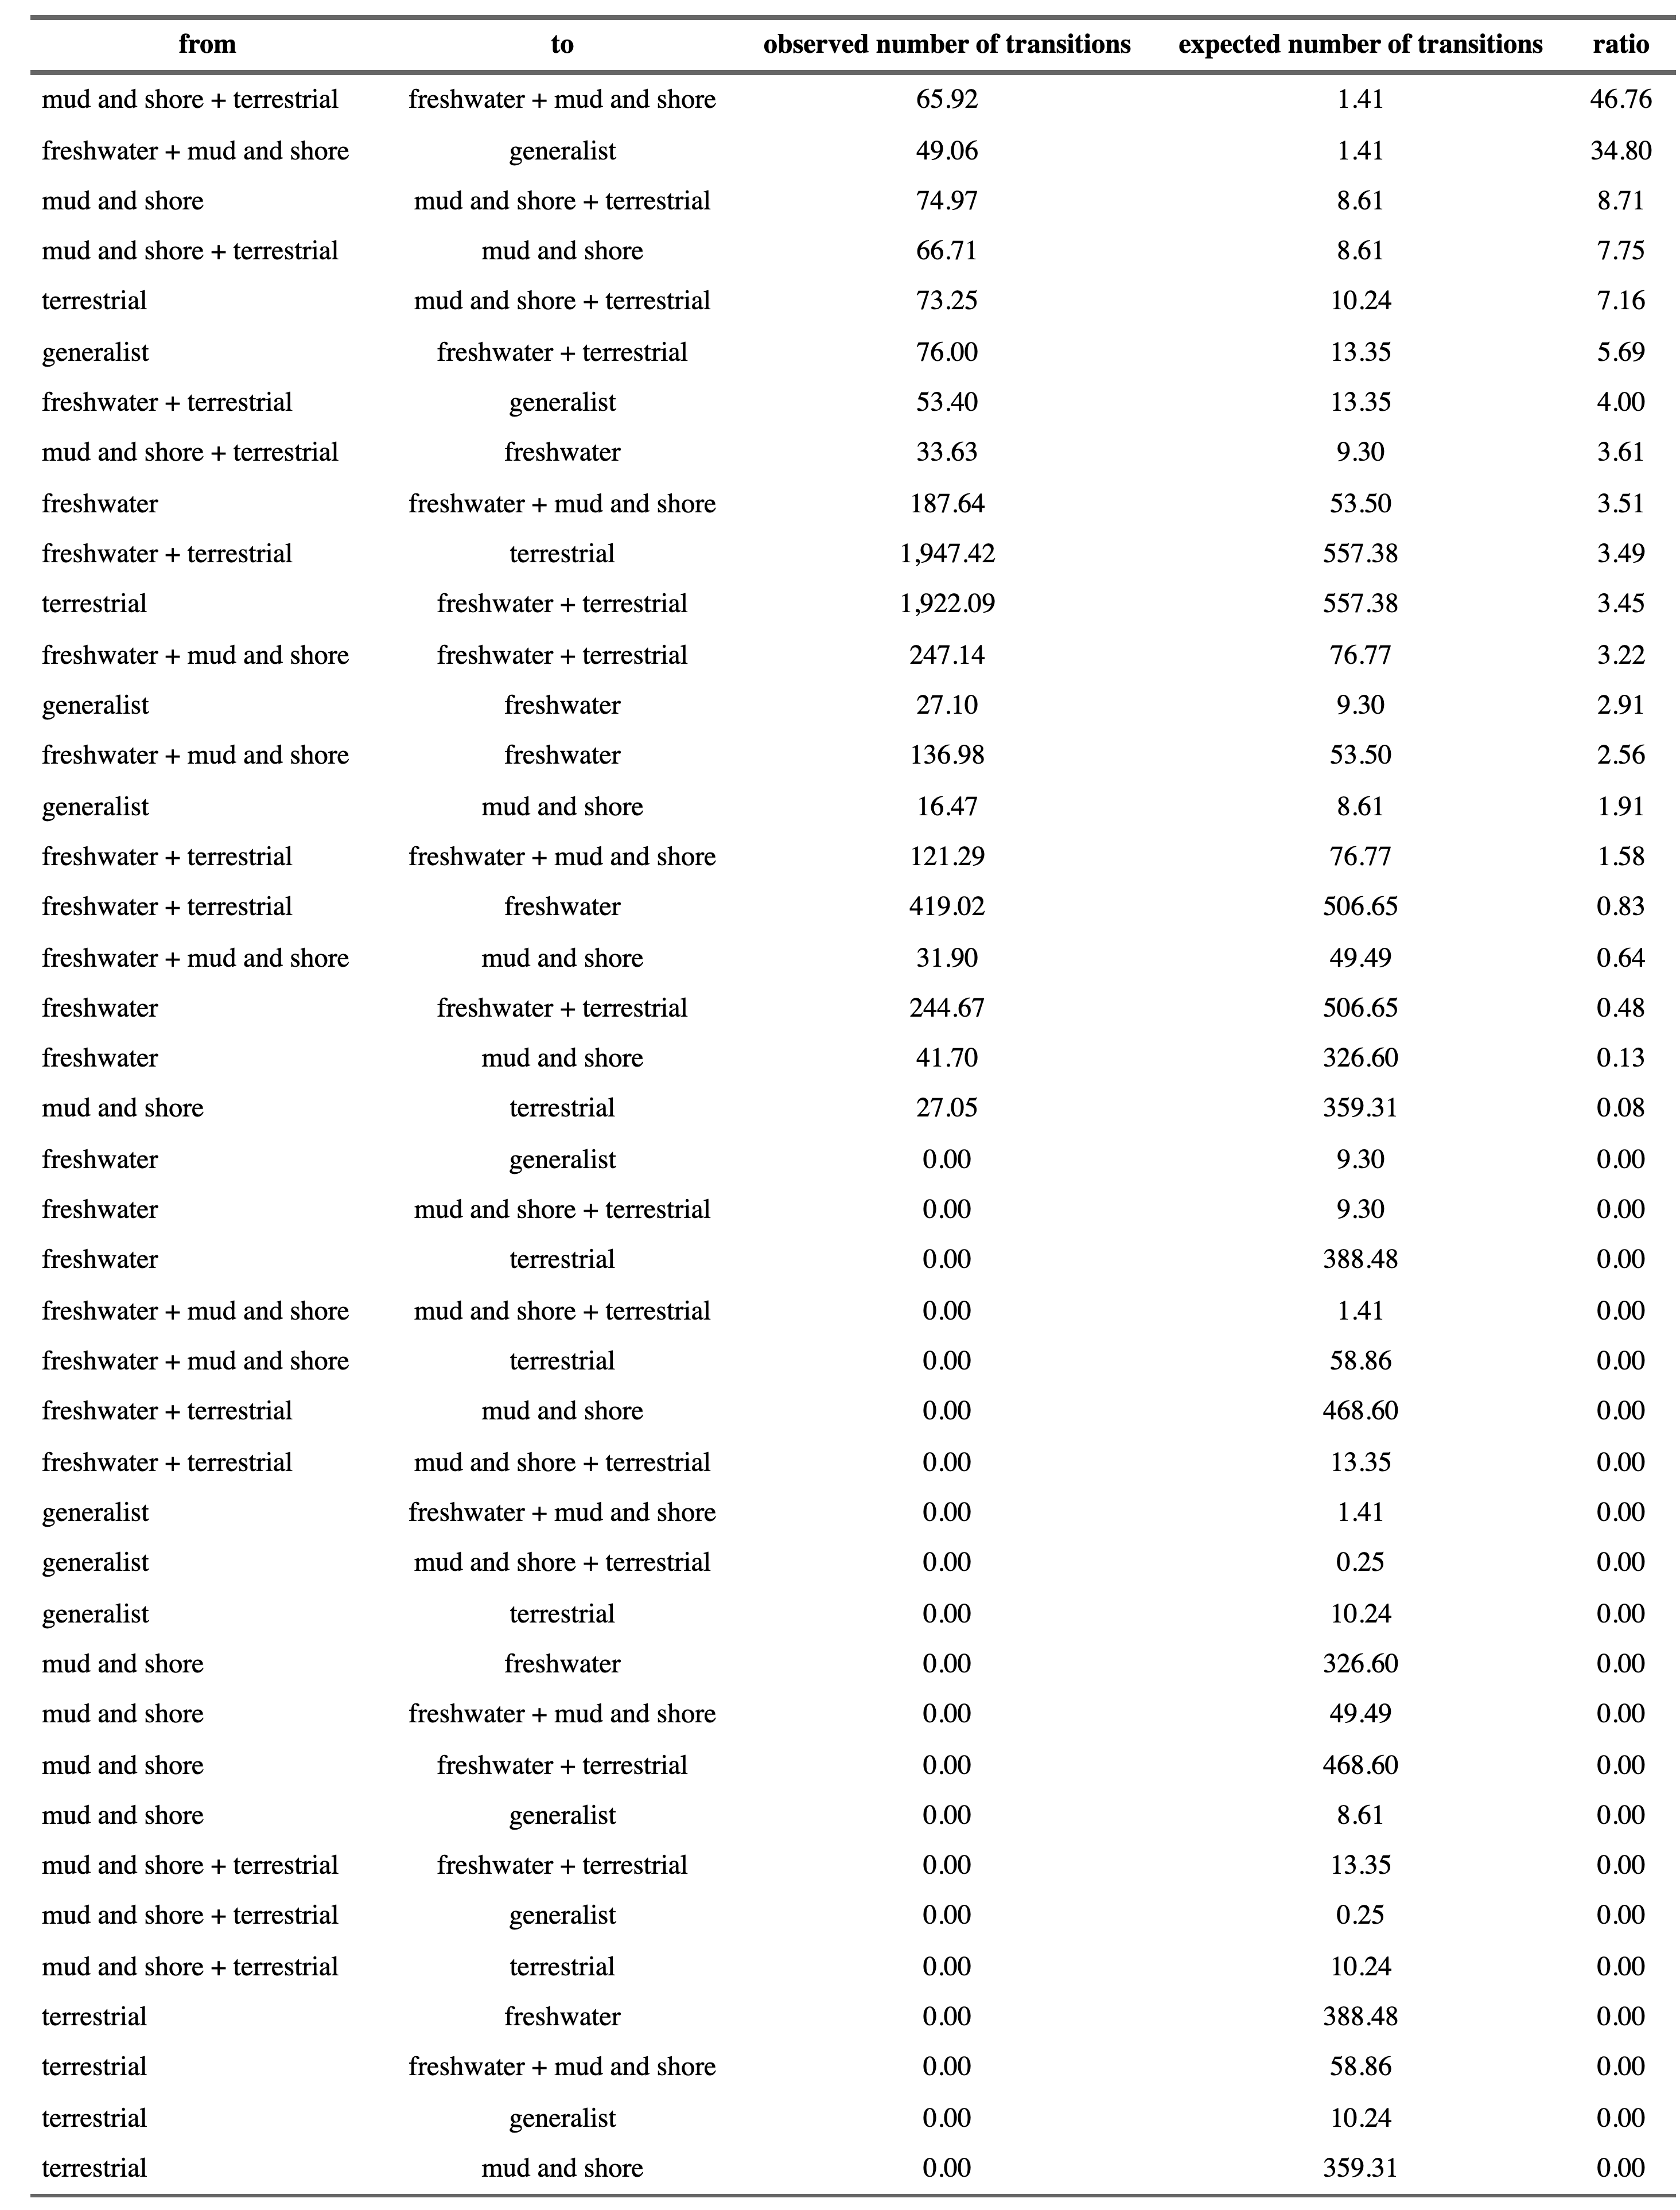 from to observed number of transitions expected number of transitions ratio
mud and shore + terrestrial freshwater + mud and shore 65.92 1.41 46.76
freshwater + mud and shore generalist 49.06 1.41 34.80
mud and shore mud and shore + terrestrial 74.97 8.61 8.71
mud and shore + terrestrial mud and shore 66.71 8.61 7.75
terrestrial mud and shore + terrestrial 73.25 10.24 7.16
generalist freshwater + terrestrial 76.00 13.35 5.69
freshwater + terrestrial generalist 53.40 13.35 4.00
mud and shore + terrestrial freshwater 33.63 9.30 3.61
freshwater freshwater + mud and shore 187.64 53.50 3.51
freshwater + terrestrial terrestrial 1,947.42 557.38 3.49
terrestrial freshwater + terrestrial 1,922.09 557.38 3.45
freshwater + mud and shore freshwater + terrestrial 247.14 76.77 3.22
generalist freshwater 27.10 9.30 2.91
freshwater + mud and shore freshwater 136.98 53.50 2.56
generalist mud and shore 16.47 8.61 1.91
freshwater + terrestrial freshwater + mud and shore 121.29 76.77 1.58
freshwater + terrestrial freshwater 419.02 506.65 0.83
freshwater + mud and shore mud and shore 31.90 49.49 0.64
freshwater freshwater + terrestrial 244.67 506.65 0.48
freshwater mud and shore 41.70 326.60 0.13
mud and shore terrestrial 27.05 359.31 0.08
freshwater generalist 0.00 9.30 0.00
freshwater mud and shore + terrestrial 0.00 9.30 0.00
freshwater terrestrial 0.00 388.48 0.00
freshwater + mud and shore mud and shore + terrestrial 0.00 1.41 0.00
freshwater + mud and shore terrestrial 0.00 58.86 0.00
freshwater + terrestrial mud and shore 0.00 468.60 0.00
freshwater + terrestrial mud and shore + terrestrial 0.00 13.35 0.00
generalist freshwater + mud and shore 0.00 1.41 0.00
generalist mud and shore + terrestrial 0.00 0.25 0.00
generalist terrestrial 0.00 10.24 0.00
mud and shore freshwater 0.00 326.60 0.00
mud and shore freshwater + mud and shore 0.00 49.49 0.00
mud and shore freshwater + terrestrial 0.00 468.60 0.00
mud and shore generalist 0.00 8.61 0.00
mud and shore + terrestrial freshwater + terrestrial 0.00 13.35 0.00
mud and shore + terrestrial generalist 0.00 0.25 0.00
mud and shore + terrestrial terrestrial 0.00 10.24 0.00
terrestrial freshwater 0.00 388.48 0.00
terrestrial freshwater + mud and shore 0.00 58.86 0.00
terrestrial generalist 0.00 10.24 0.00
terrestrial mud and shore 0.00 359.31 0.00